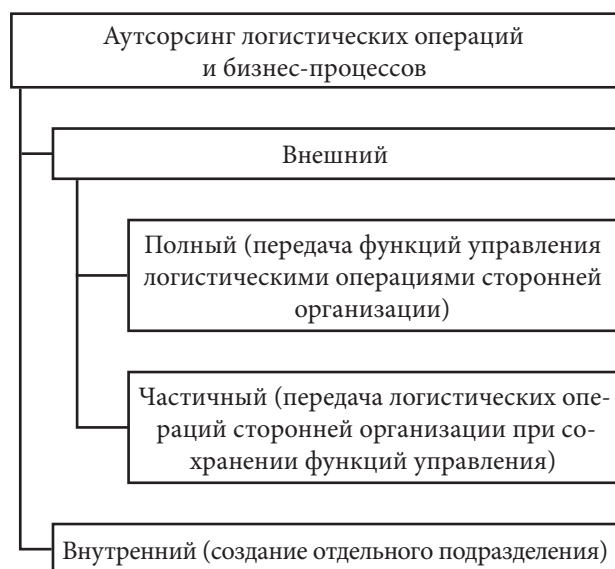 Аутсорсинг логистических операций
и бизнес-процессов
Внешний
Полный (передача функций управления
логистическими операциями сторонней
организации)
Частичный (передача логистических опе-
раций сторонней организации при со-
хранении функций управления)
Внутренний (создание отдельного подразделения)